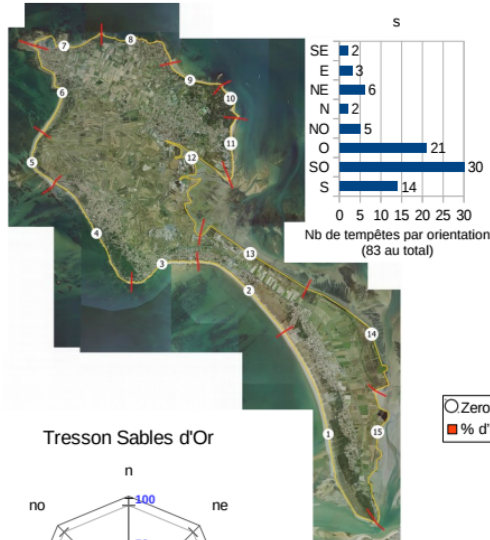 s
SE 2
E 3
NE 6
N 2
NO 5
O 21
SO 30
S 14
0 5 10 15 20 25 30
Nb de tempêtes par orientation
(83 au total)
7
8
9
6
10
11
12
5
4
3
13
2
14
1
15
Zero
% d'
Tresson Sables d'Or
n
100
no
ne